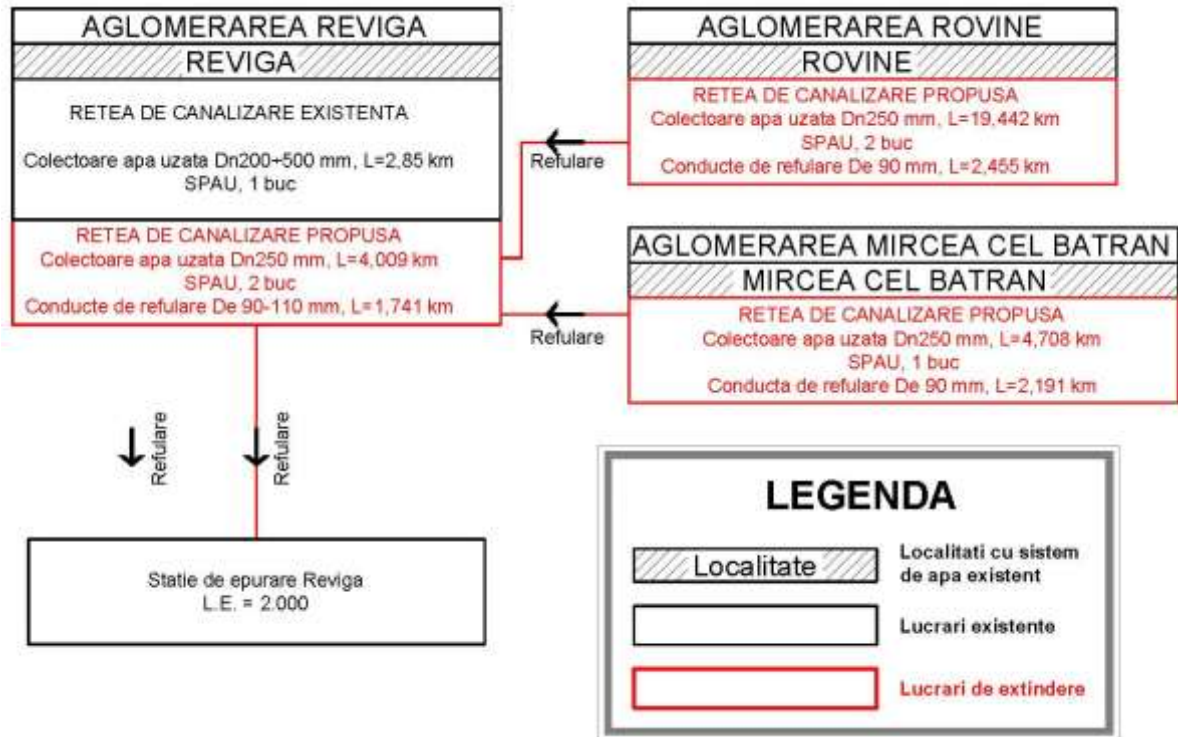 AGLOMERAREA REVIGA
REVIGA
RETEA DE CANALIZARE EXISTENTA
Colectoare apa uzata Dn200÷500 mm, L=2,85 km
SPAU, 1 buc
RETEA DE CANALIZARE PROPUSA
Colectoare apa uzata Dn250 mm, L=4,009 km
SPAU, 2 buc
Conducte de refulare De 90-110 mm, L=1,741 km
AGLOMERAREA ROVINE
ROVINE
RETEA DE CANALIZARE PROPUSA
Colectoare apa uzata Dn250 mm, L=19,442 km
SPAU, 2 buc
Conducte de refulare De 90 mm, L=2,455 km
Refulare
AGLOMERAREA MIRCEA CEL BATRAN
MIRCEA CEL BATRAN
RETEA DE CANALIZARE PROPUSA
Colectoare apa uzata Dn250 mm, L=4,708 km
SPAU, 1 buc
Conducta de refulare De 90 mm, L=2,191 km
Refulare
Refulare
Refulare
Statie de epurare Reviga
L.E. = 2.000
LEGENDA
Localitate
Localitati cu sistem
de apa existent
Lucrari existente
Lucrari de extindere